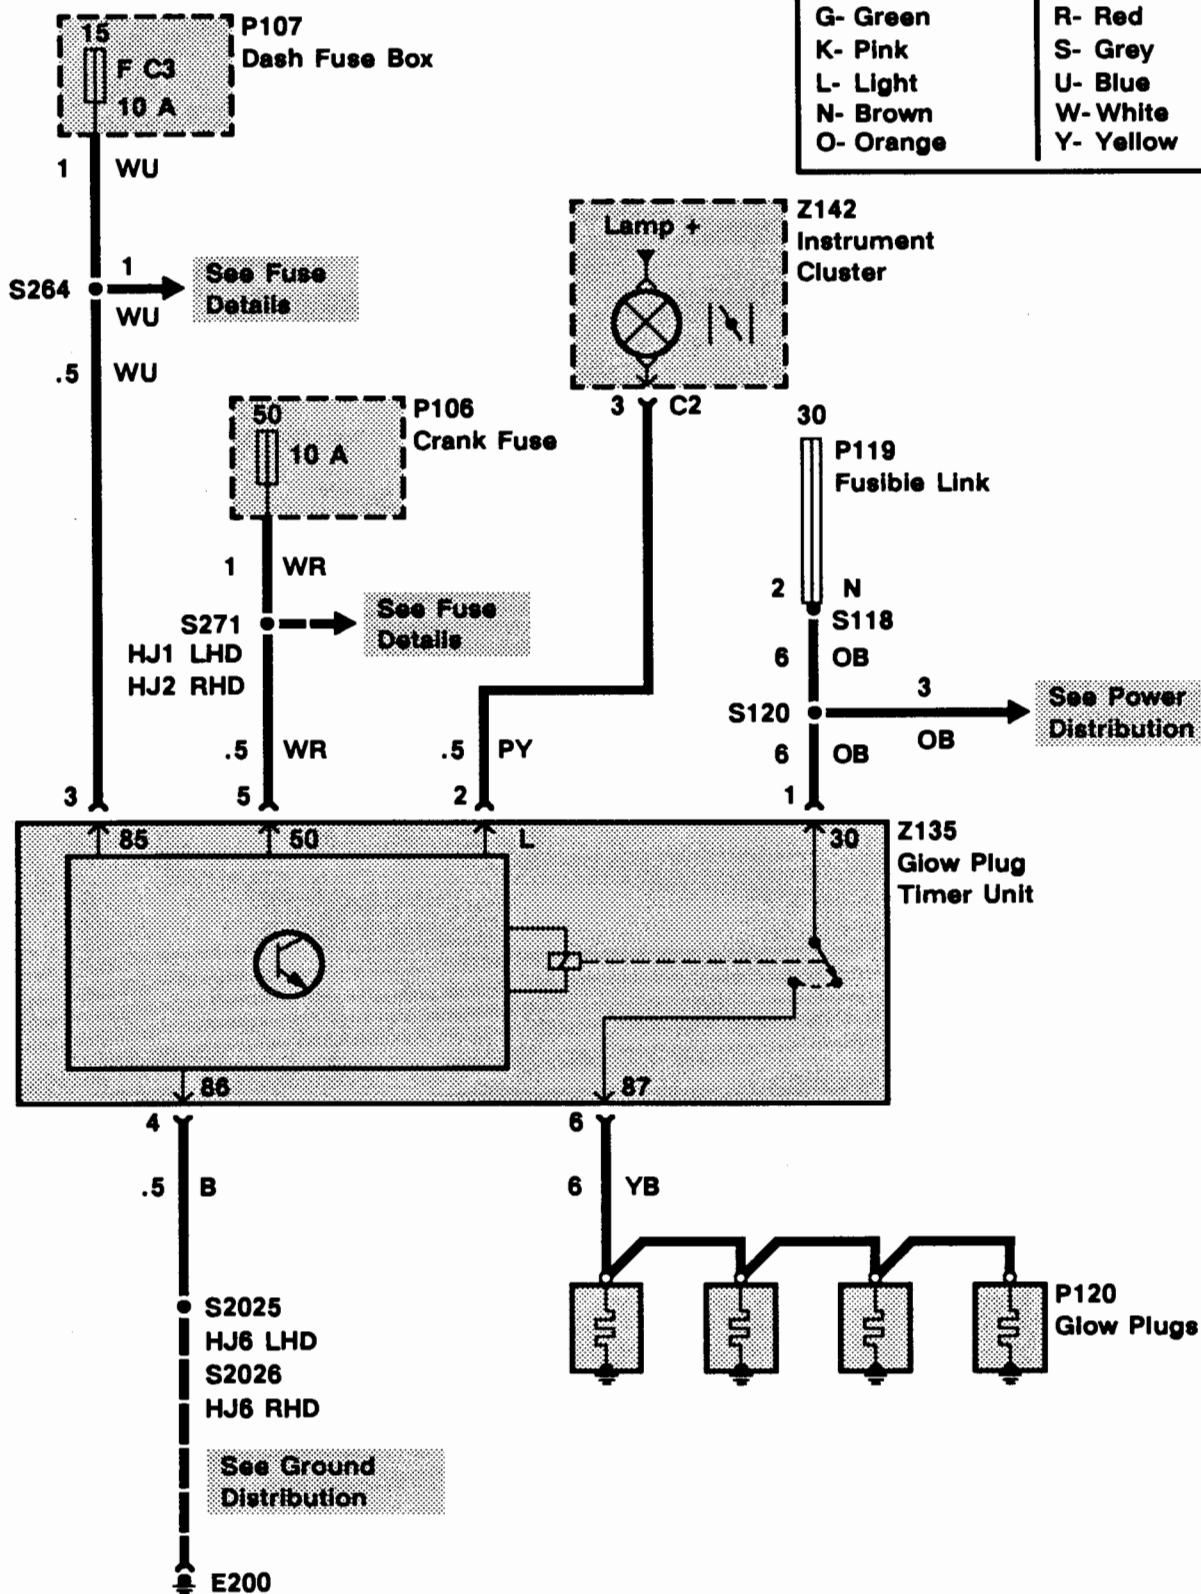 G- Green
K- Pink
L- Light
N- Brown
O- Orange
R- Red
S- Grey
U- Blue
W- White
Y- Yellow
15
F C3
10 A
P107
Dash Fuse Box
1 WU
S264
1
WU
See Fuse
Details
.5 WU
Lamp +
Z142
Instrument
Cluster
3 C2
50
10 A
P106
Crank Fuse
1 WR
S271
HJ1 LHD
HJ2 RHD
See Fuse
Details
.5 WR
.5 PY
30
P119
Fusible Link
2 N
S118
6 OB
S120
3
OB
See Power
Distribution
6 OB
3
5
2
1
85
50
L
30
Z135
Glow Plug
Timer Unit
86
87
4
6
.5 B
6 YB
S2025
HJ6 LHD
S2026
HJ6 RHD
P120
Glow Plugs
See Ground
Distribution
E200